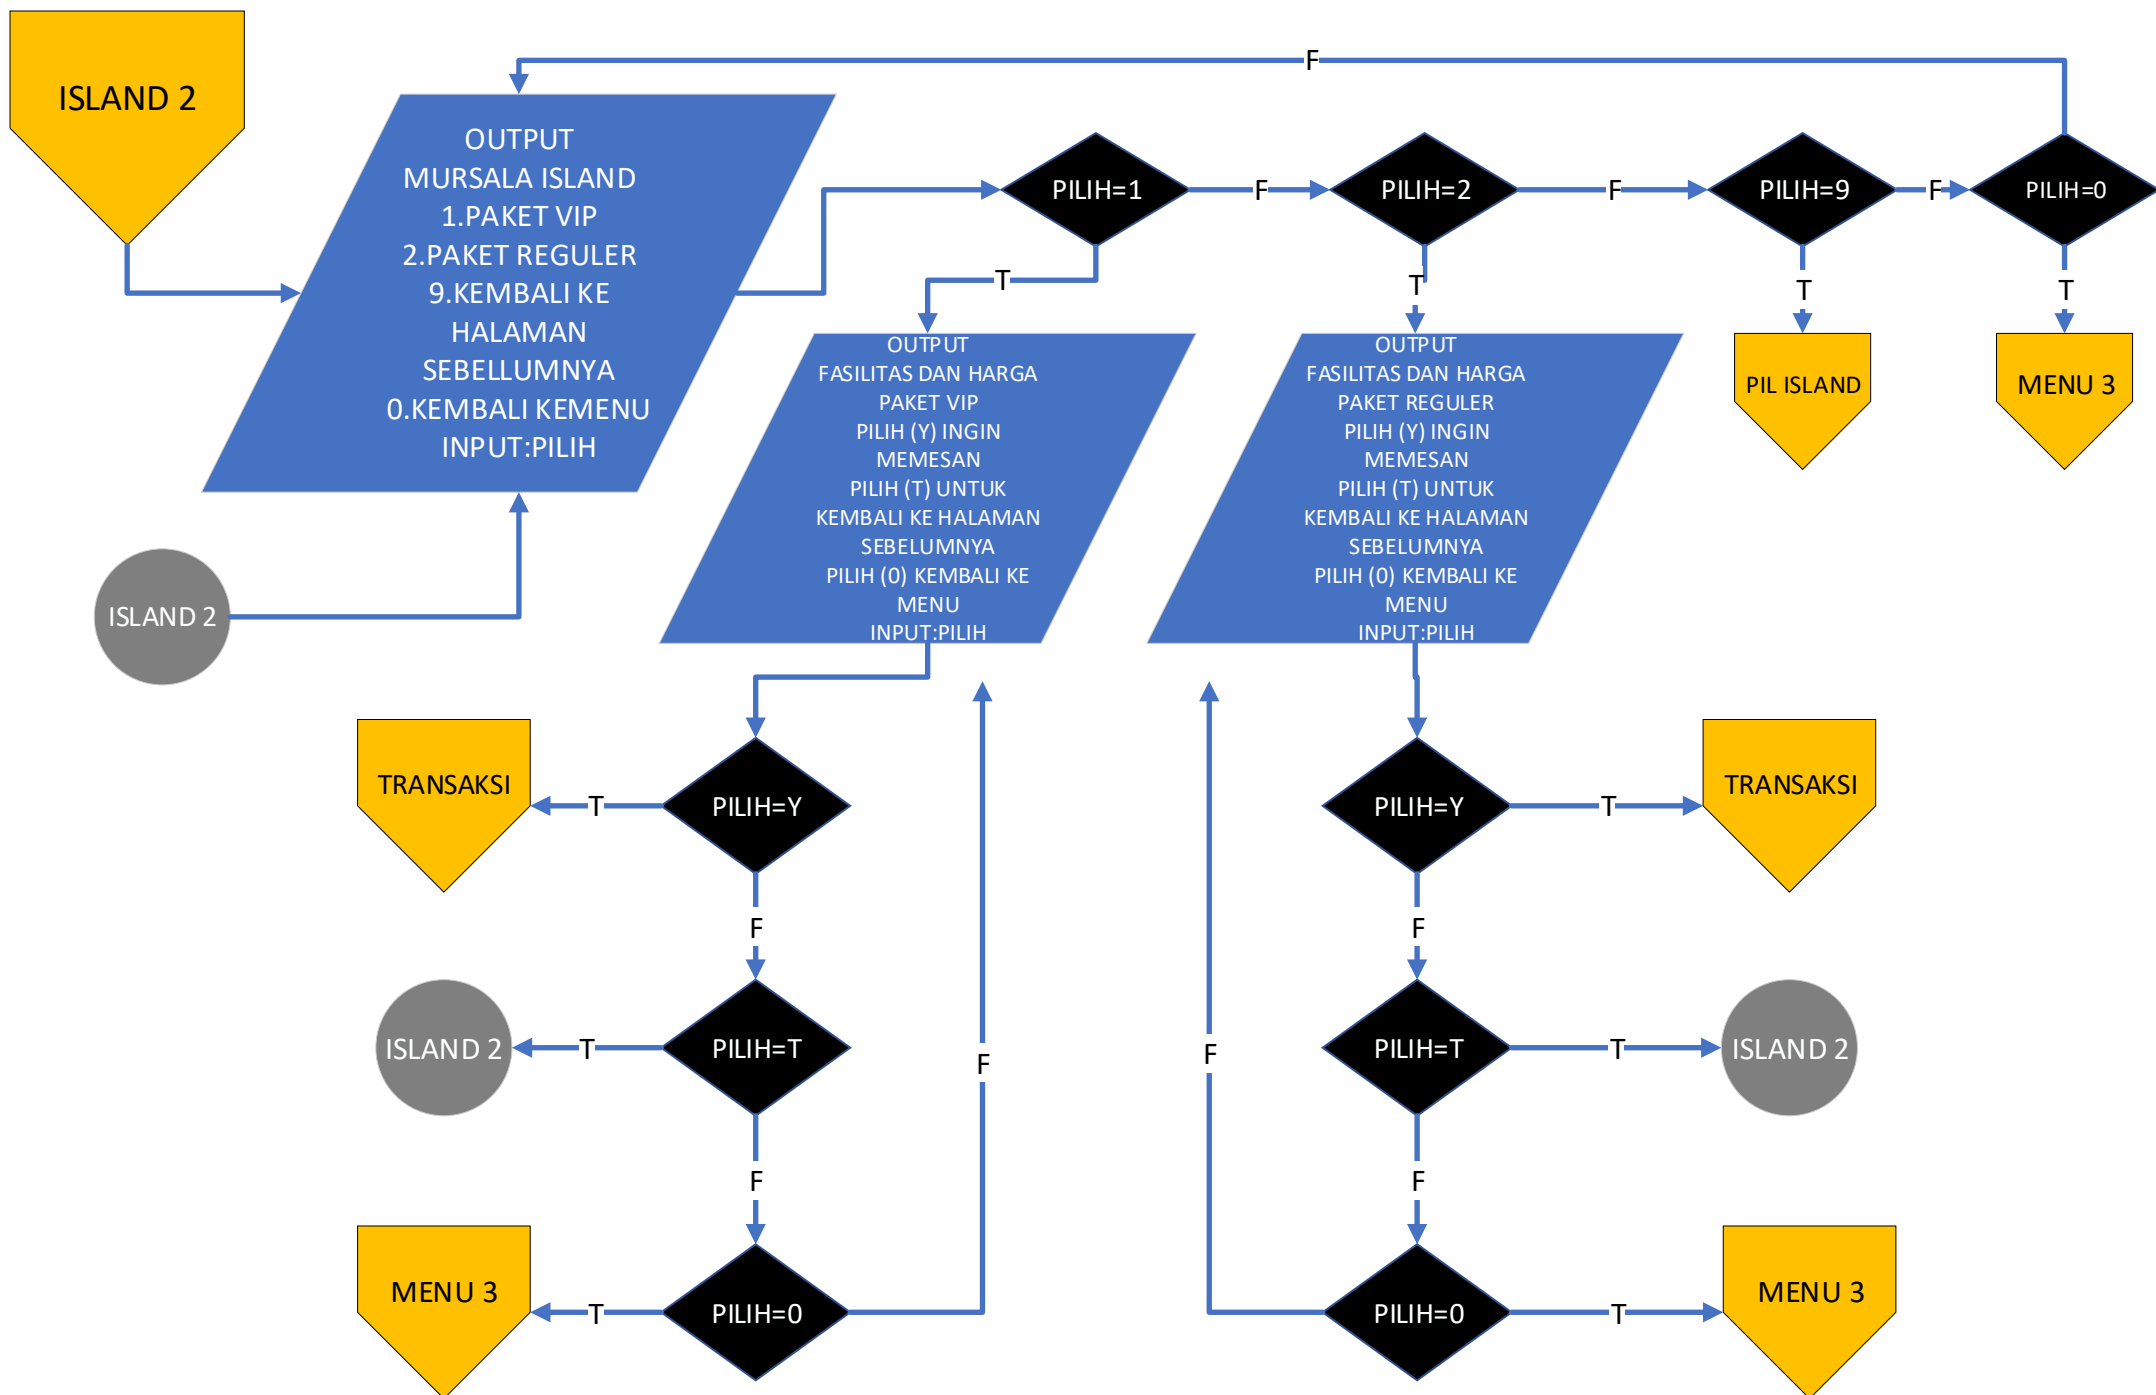 ISLAND 2
F
OUTPUT
MURSALA ISLAND
1.PAKET VIP
2.PAKET REGULER
9.KEMBALI KE
HALAMAN
SEBELLUMNYA
0.KEMBALI KEMENU
INPUT:PILIH
PILIH=1
F
PILIH=2
F
PILIH=9
F
PILIH=0
T
T
T
T
OUTPUT
FASILITAS DAN HARGA
PAKET VIP
PILIH (Y) INGIN
MEMESAN
PILIH (T) UNTUK
KEMBALI KE HALAMAN
SEBELUMNYA
PILIH (0) KEMBALI KE
MENU
INPUT:PILIH
OUTPUT
FASILITAS DAN HARGA
PAKET REGULER
PILIH (Y) INGIN
MEMESAN
PILIH (T) UNTUK
KEMBALI KE HALAMAN
SEBELUMNYA
PILIH (0) KEMBALI KE
MENU
INPUT:PILIH
PIL ISLAND
MENU 3
ISLAND 2
TRANSAKSI
T
PILIH=Y
PILIH=Y
T
TRANSAKSI
F
F
ISLAND 2
T
PILIH=T
F
F
PILIH=T
T
ISLAND 2
F
F
MENU 3
T
PILIH=0
PILIH=0
T
MENU 3